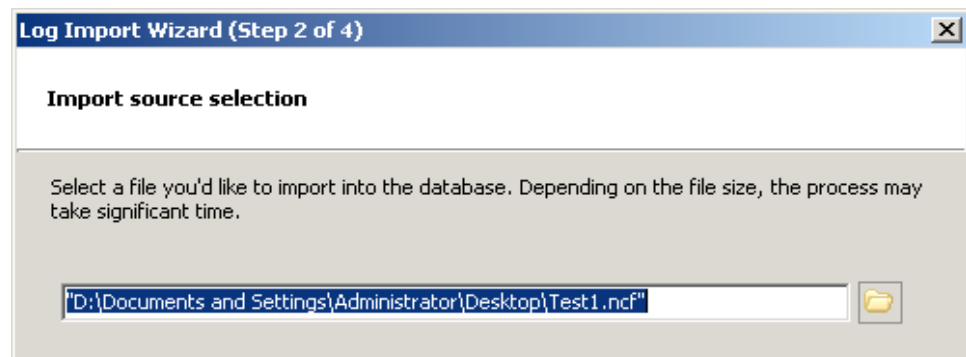 Log Import Wizard (Step 2 of 4)
Import source selection
Select a file you'd like to import into the database. Depending on the file size, the process may
take significant time.
"D:\Documents and Settings\Administrator\Desktop\Test1.ncf"